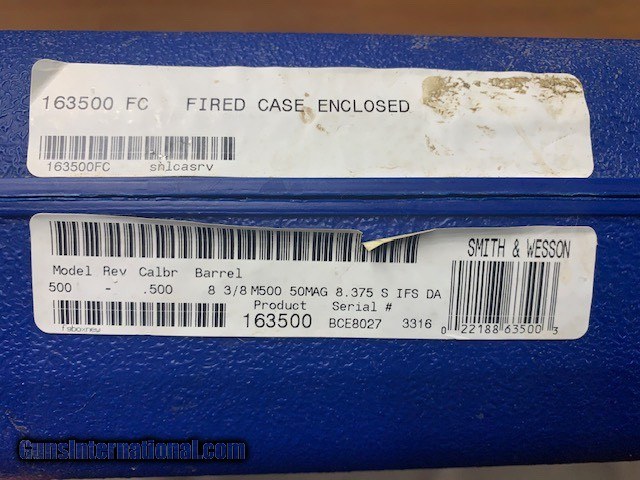 163500 FC FIRED CASE ENCLOSED
163500FC shlcasrv
SMITH & WESSON
Model Rev Calbr Barrel
500 - .500 8 3/8 M500 50MAG 8.375 S IFS DA
Product Serial #
163500 BCE8027 3316
0 22188 63500 3
GunsInternational.com